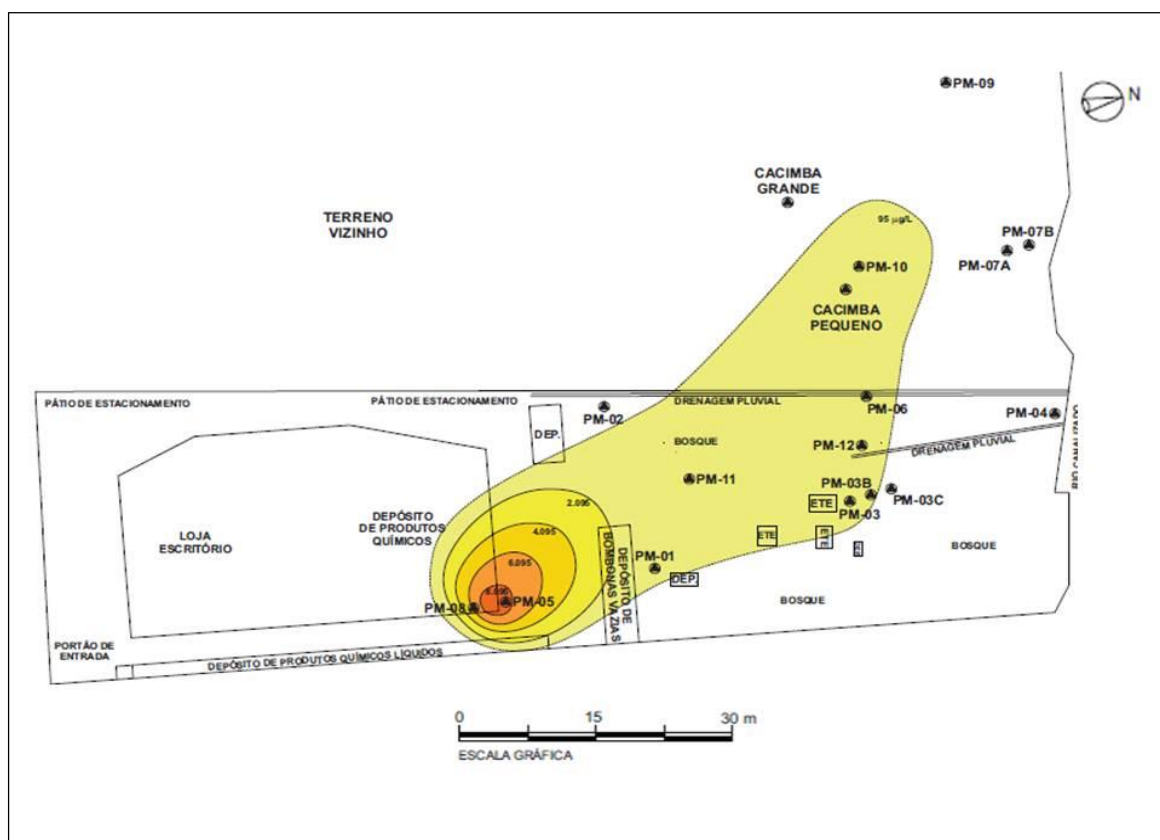 PM-09
N
CACIMBA
GRANDE
TERRENO
VIZINHO
95 µg/L
PM-07B
PM-07A
PM-10
CACIMBA
PEQUENO
PÁTIO DE ESTACIONAMENTO
PÁTIO DE ESTACIONAMENTO
DRENAGEM PLUVIAL
PM-06
PM-02
PM-04
DEP.
BOSQUE
PM-12
DRENAGEM PLUVIAL
RIO CANALIZADO
PM-11
PM-03B
PM-03C
PM-03
ETE
2.095
DEPÓSITO
DE PRODUTOS
QUÍMICOS
4.095
LOJA
ESCRITÓRIO
ETE
ETE
BOSQUE
6.095
PM-01
DEP.
DEPÓSITO DE
BOMBONAS VAZIAS
8.095
PM-05
PM-08
BOSQUE
PORTÃO DE
ENTRADA
DEPÓSITO DE PRODUTOS QUÍMICOS LÍQUIDOS
0
15
30 m
ESCALA GRÁFICA